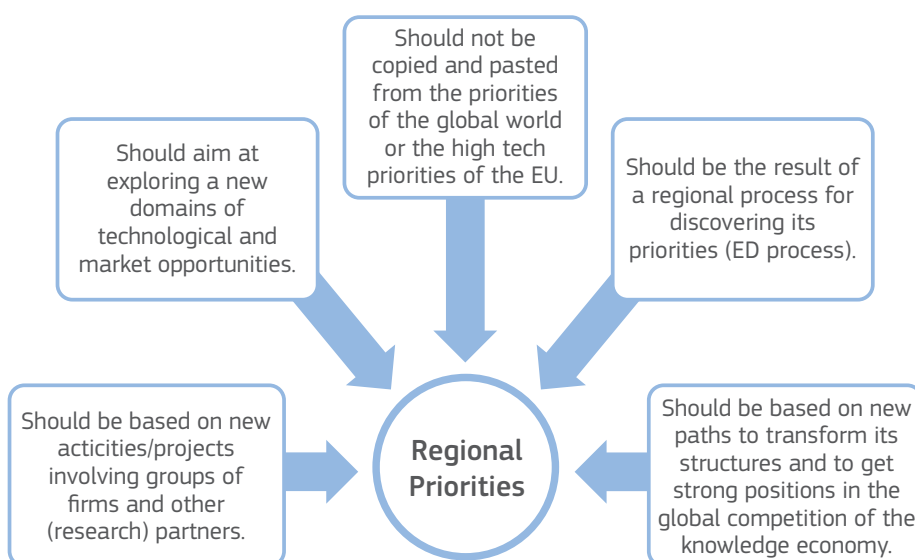 Should not be
copied and pasted
from the priorities
of the global world
or the high tech
priorities of the EU.
Should aim at
exploring a new
domains of
technological and
market opportunities.
Should be the result of
a regional process for
discovering its
priorities (ED process).
Should be based on new
acticities/projects
involving groups of
firms and other
(research) partners.
Regional
Priorities
Should be based on new
paths to transform its
structures and to get
strong positions in the
global competition of the
knowledge economy.